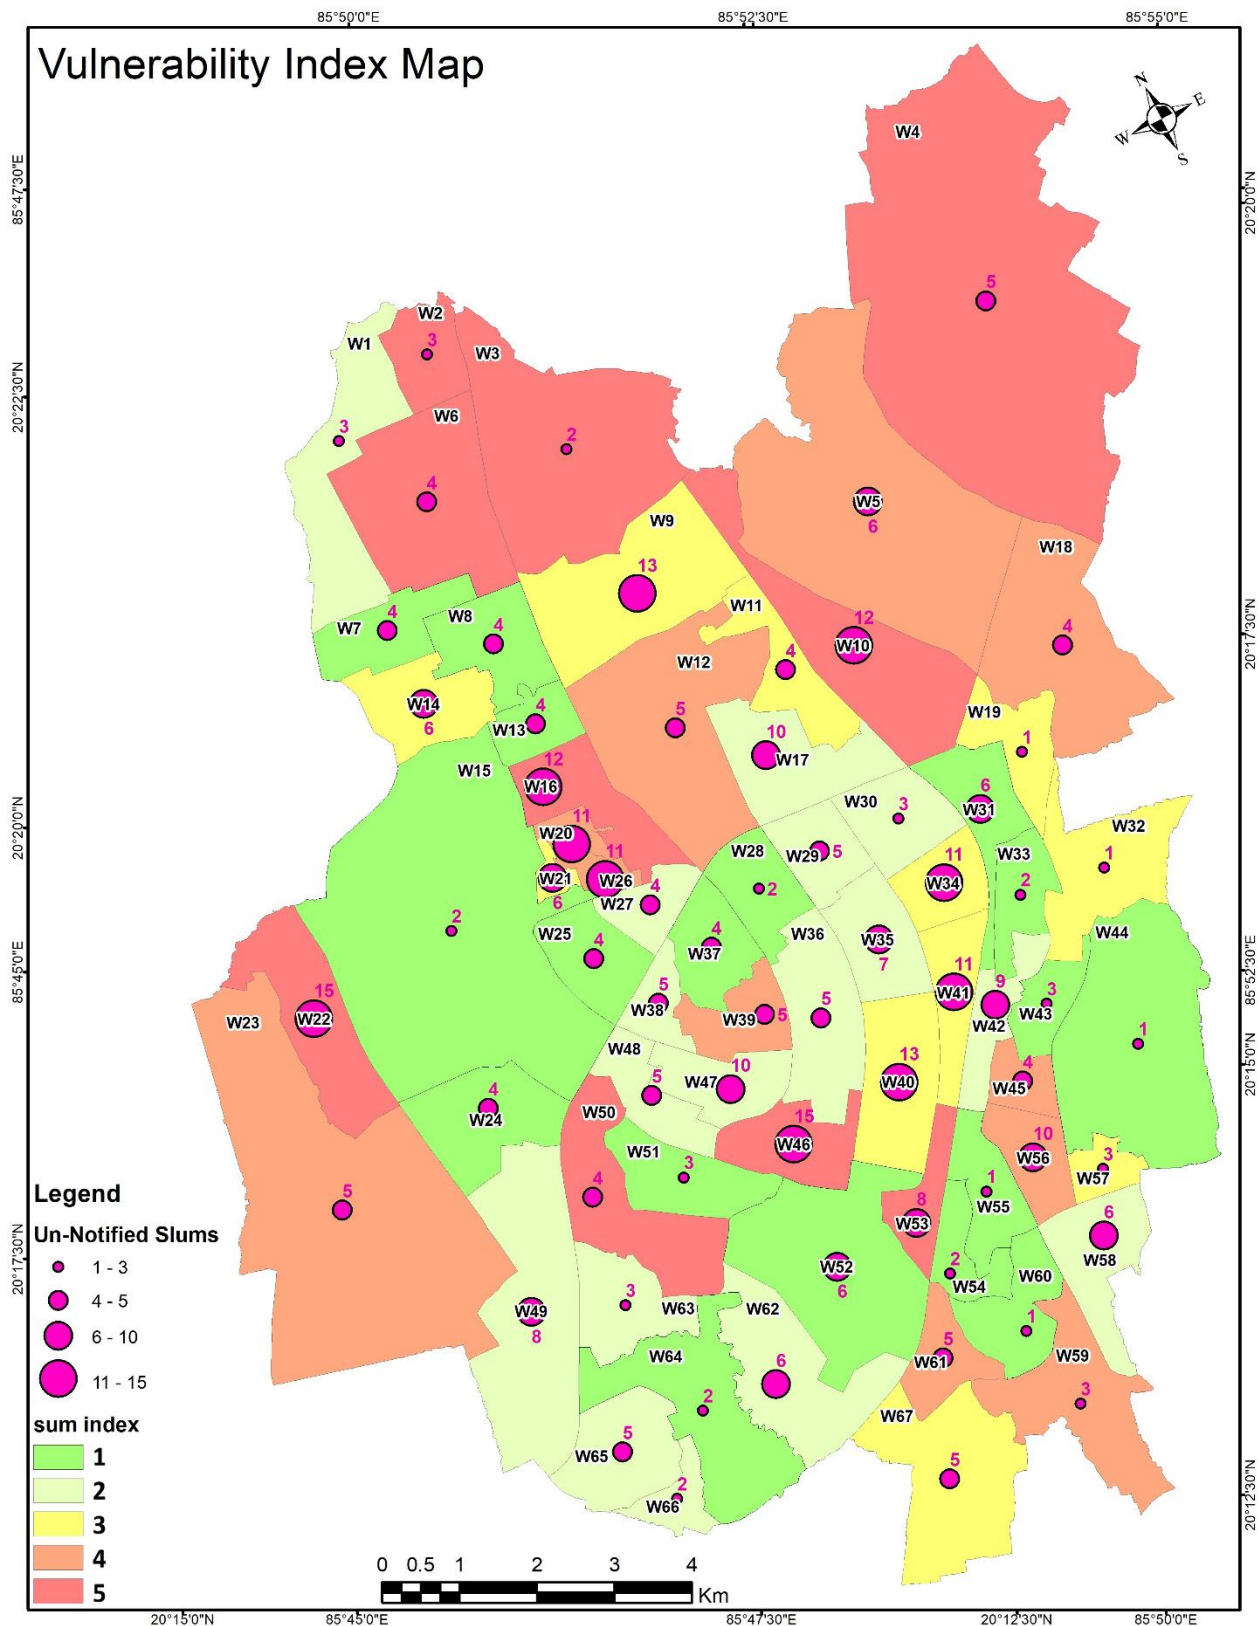 85°50'0"E 85°52'30"E 85°55'0"E
Vulnerability Index Map
N
E
W
S
W4
85°47'30"E
20°20'0"N
5
W2
W1 3 W3
20°22'30"N
W6
3 2
4
W5
6
W9
W18
13
W11
12
W10
4
W7 4 W8 4
W12 4
5
W14
6
W13 4
W19
1
10
W17
W15
12
W16
W30 3
6
W31
W32
20°20'0"N
20°17'30"N
W20 11
W29 5
W28
2
W33
1
11
W34
2
W21
6
11
W26
W27 4
2
W25
4
W37 4
W36
W35
7
W44
85°45'0"E
85°52'30"E
W23
15
W22
5
W38
W39 5
5
11
W41
9
W42
3
W43
1
W48
5
W47 10
13
W40
4
W45
20°15'0"N
4
W24
W50
4
15
W46
W51
3
10
W56
3
W57
Legend
Un-Notified Slums
1 - 3
4 - 5
6 - 10
11 - 15
5
1
W55
8
W53
6
W58
20°17'30"N
W52
6
2
W54
W60
1
W49
8
3
W63
W62
W64
6
5
W61
W59
3
2
W67
5
W65
5
2
W66
sum index
1
2
3
4
5
20°12'30"N
0 0.5 1 2 3 4
Km
20°15'0"N 85°45'0"E 85°47'30"E 20°12'30"N 85°50'0"E